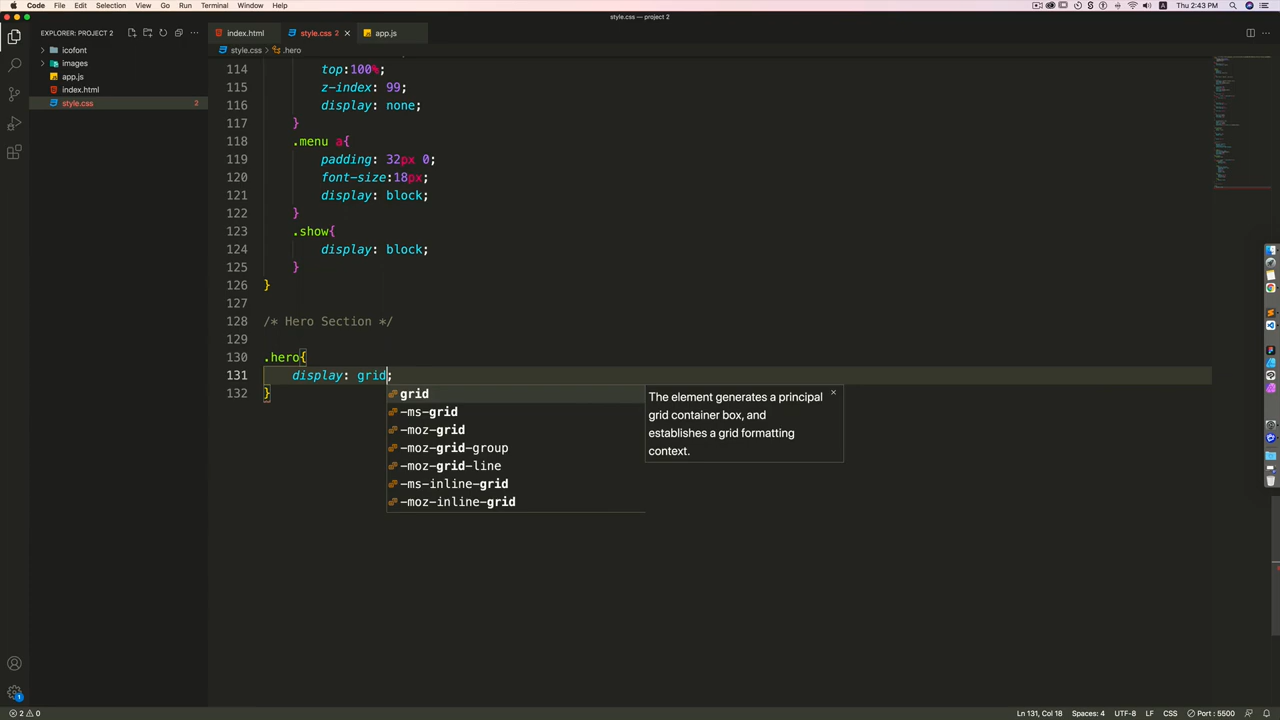 Code File Edit Selection View Go Run Terminal Window Help
Thu 2:43 PM
style.css — project 2
EXPLORER: PROJECT 2
icofont
images
app.js
index.html
style.css 2
index.html
style.css 2
app.js
style.css > .hero
114 top:100%;
115 z-index: 99;
116 display: none;
117 }
118 .menu a{
119 padding: 32px 0;
120 font-size:18px;
121 display: block;
122 }
123 .show{
124 display: block;
125 }
126 }
127
128 /* Hero Section */
129
130 .hero{
131 display: grid;
132 }
grid
-ms-grid
-moz-grid
-moz-grid-group
-moz-grid-line
-ms-inline-grid
-moz-inline-grid
The element generates a principal
grid container box, and
establishes a grid formatting
context.
1
2 0
Ln 131, Col 18 Spaces: 4 UTF-8 LF CSS Port : 5500